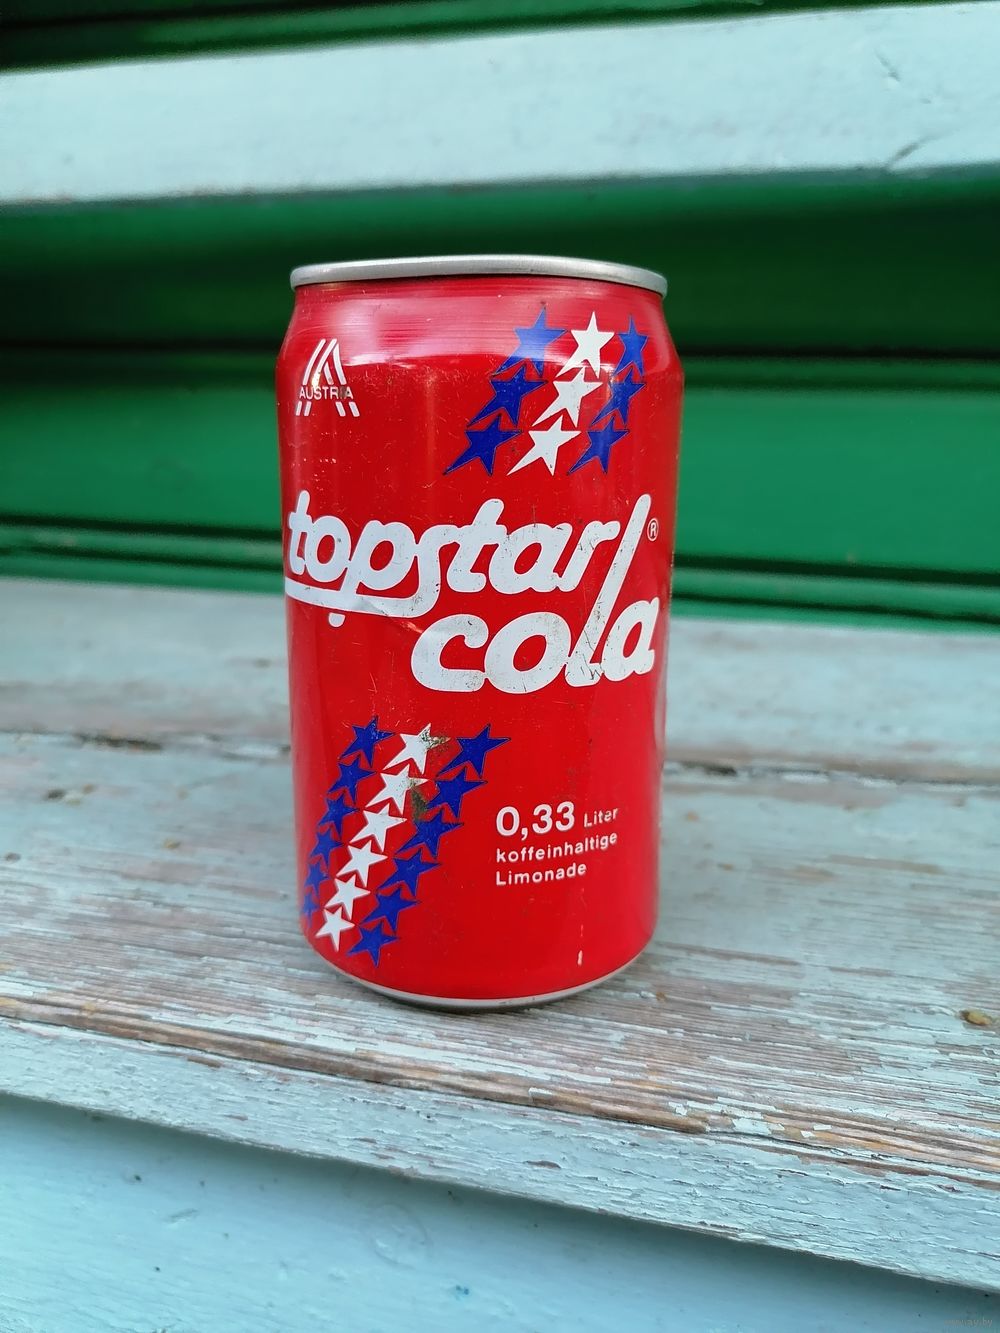 AUSTRIA
topstar ®
cola
0,33 Liter
koffeinhaltige
Limonade